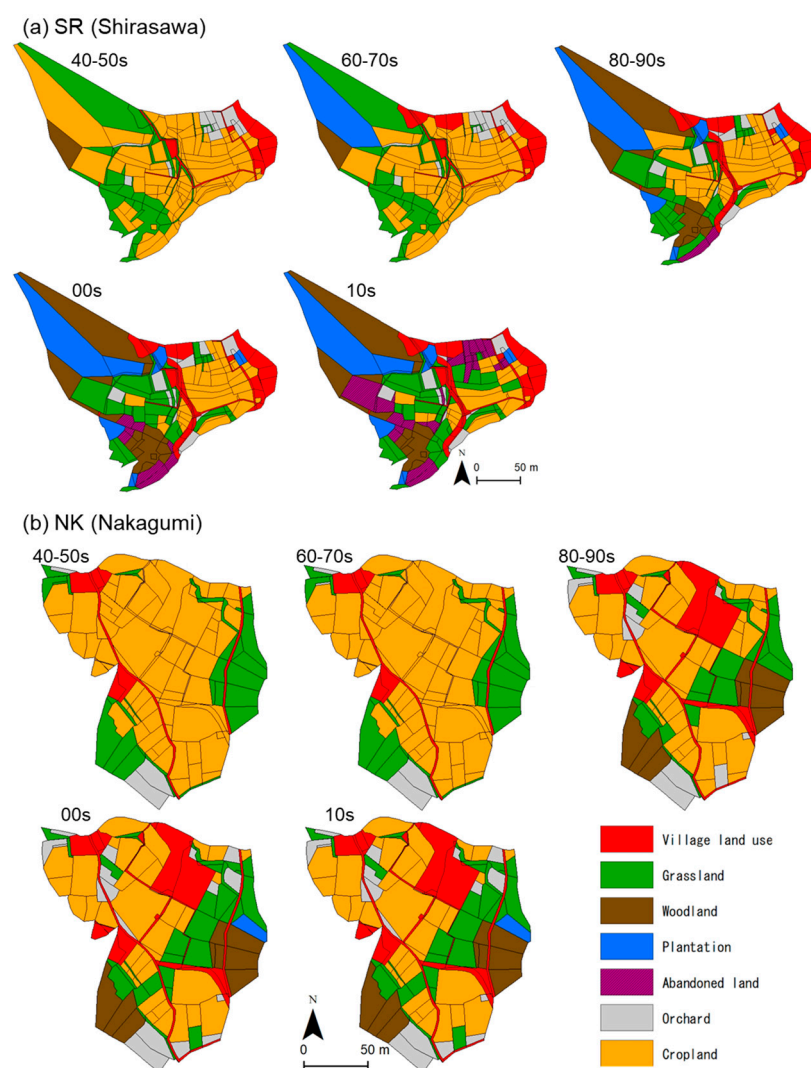 (a) SR (Shirasawa)
40-50s
60-70s
80-90s
00s
10s
N
0 50 m
(b) NK (Nakagumi)
40-50s
60-70s
80-90s
00s
10s
N
0 50 m
Village land use
Grassland
Woodland
Plantation
Abandoned land
Orchard
Cropland